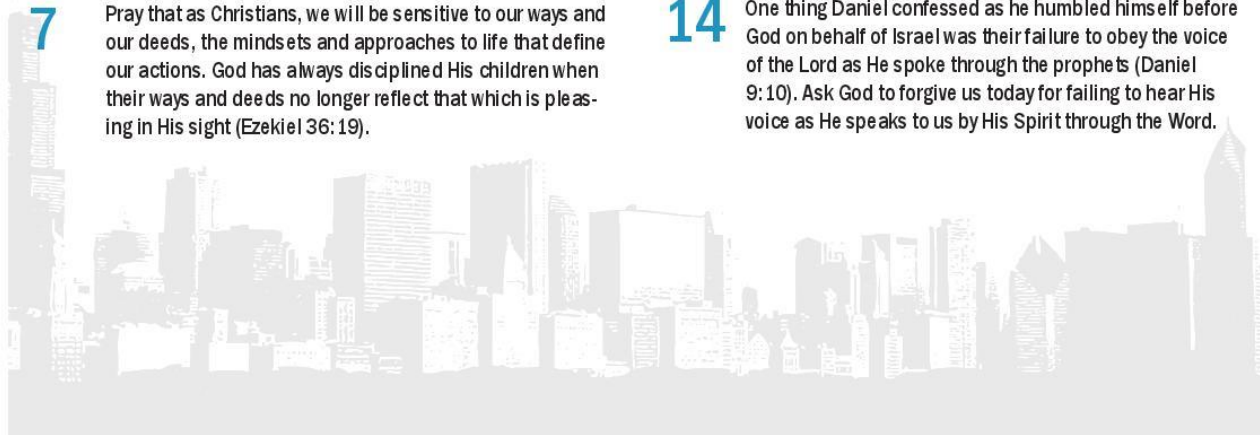 7
Pray that as Christians, we will be sensitive to our ways and
our deeds, the mindsets and approaches to life that define
our actions. God has always disciplined His children when
their ways and deeds no longer reflect that which is pleas-
ing in His sight (Ezekiel 36:19).
14
One thing Daniel confessed as he humbled himself before
God on behalf of Israel was their failure to obey the voice
of the Lord as He spoke through the prophets (Daniel
9:10). Ask God to forgive us today for failing to hear His
voice as He speaks to us by His Spirit through the Word.